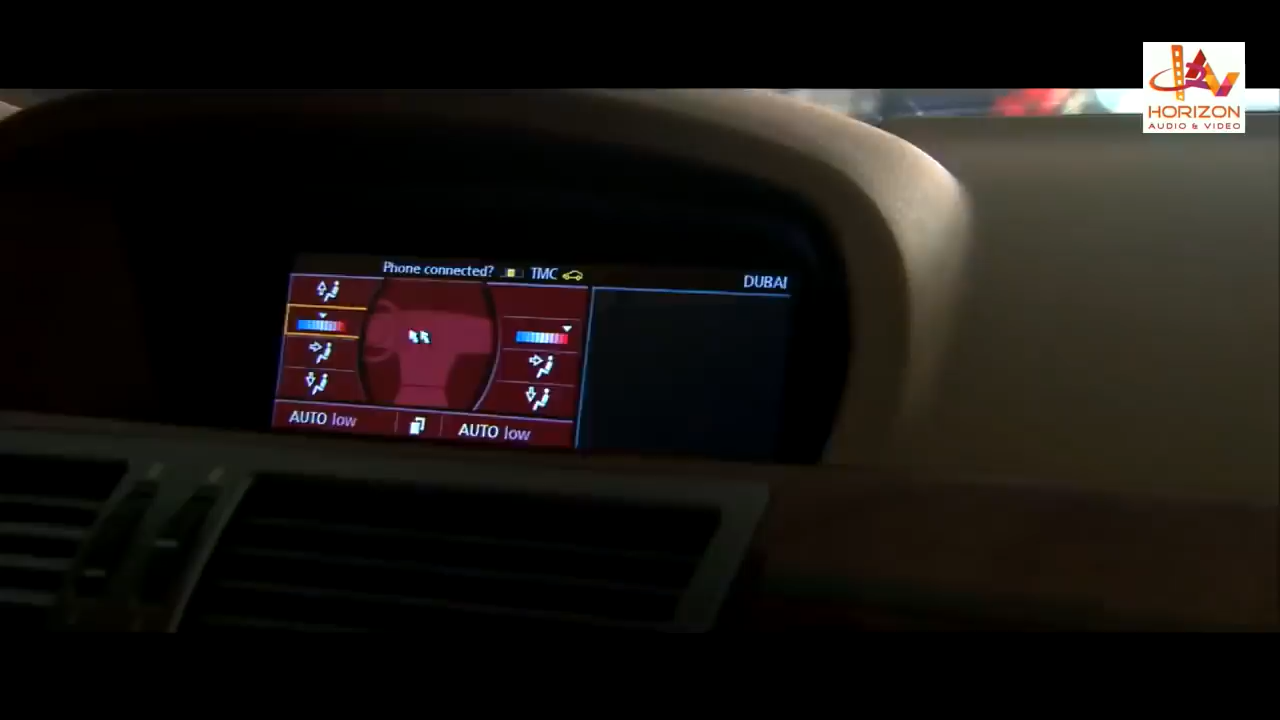 HORIZON
AUDIO & VIDEO
Phone connected? TMC
DUBAI
AUTO low
AUTO low